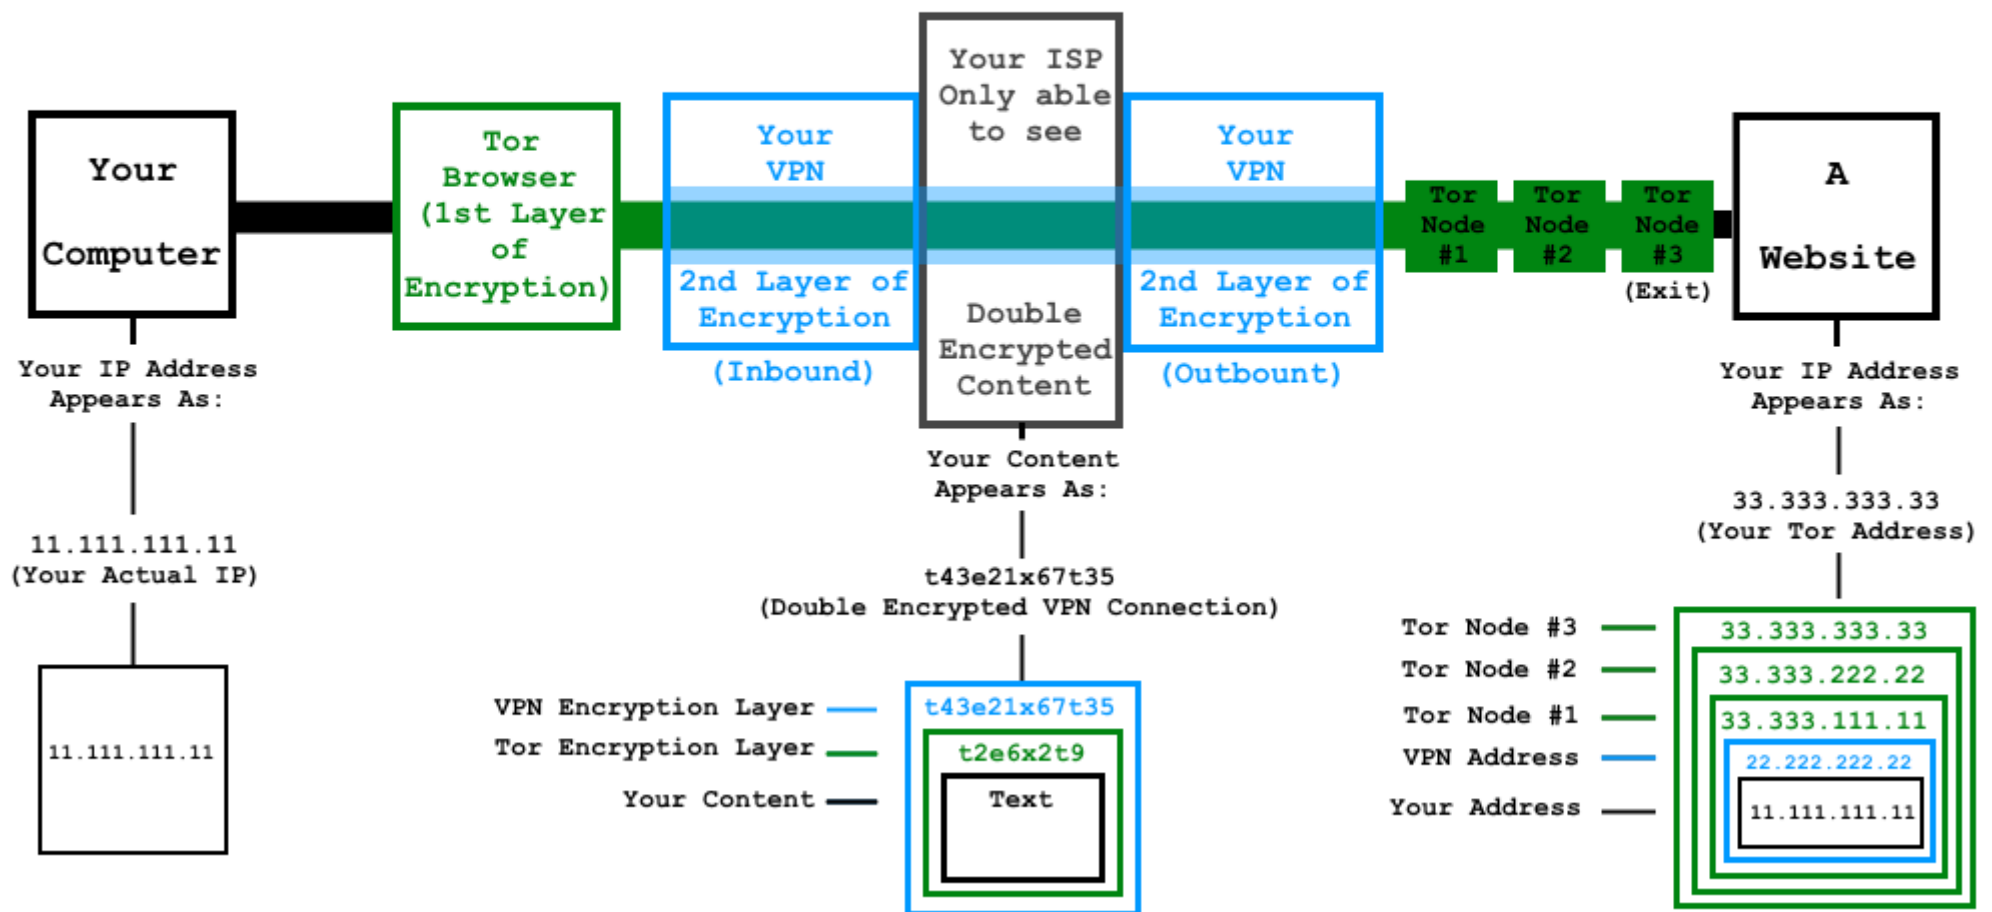 Your
Computer
Your IP Address
Appears As:
11.111.111.11
(Your Actual IP)
11.111.111.11
Tor
Browser
(1st Layer
of
Encryption)
Your
VPN
2nd Layer of
Encryption
(Inbound)
Your ISP
Only able
to see
Double
Encrypted
Content
Your Content
Appears As:
t43e21x67t35
(Double Encrypted VPN Connection)
VPN Encryption Layer
Tor Encryption Layer
Your Content
t43e21x67t35
t2e6x2t9
Text
Your
VPN
2nd Layer of
Encryption
(Outbount)
Tor
Node
#1
Tor
Node
#2
Tor
Node
#3
(Exit)
A
Website
Your IP Address
Appears As:
33.333.333.33
(Your Tor Address)
Tor Node #3
Tor Node #2
Tor Node #1
VPN Address
Your Address
33.333.333.33
33.333.222.22
33.333.111.11
22.222.222.22
11.111.111.11